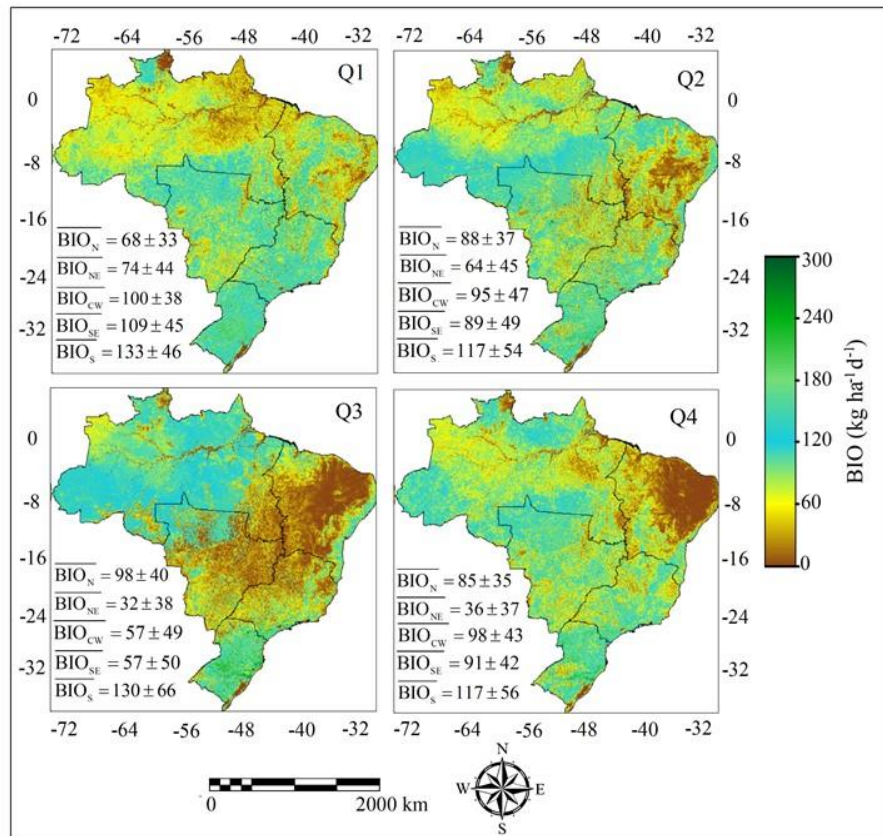 -72 -64 -56 -48 -40 -32 -72 -64 -56 -48 -40 -32
Q1
Q2
0
-8
-16
-24
-32
0
-8
-16
-24
-32
BIO_N = 68 ± 33
BIO_NE = 74 ± 44
BIO_CW = 100 ± 38
BIO_SE = 109 ± 45
BIO_S = 133 ± 46
BIO_N = 88 ± 37
BIO_NE = 64 ± 45
BIO_CW = 95 ± 47
BIO_SE = 89 ± 49
BIO_S = 117 ± 54
Q3
Q4
0
-8
-16
-24
-32
0
-8
-16
-24
-32
BIO_N = 98 ± 40
BIO_NE = 32 ± 38
BIO_CW = 57 ± 49
BIO_SE = 57 ± 50
BIO_S = 130 ± 66
BIO_N = 85 ± 35
BIO_NE = 36 ± 37
BIO_CW = 98 ± 43
BIO_SE = 91 ± 42
BIO_S = 117 ± 56
-72 -64 -56 -48 -40 -32 -72 -64 -56 -48 -40 -32
300
240
180
120
60
0
BIO (kg ha⁻¹ d⁻¹)
0 2000 km
N
W E
S